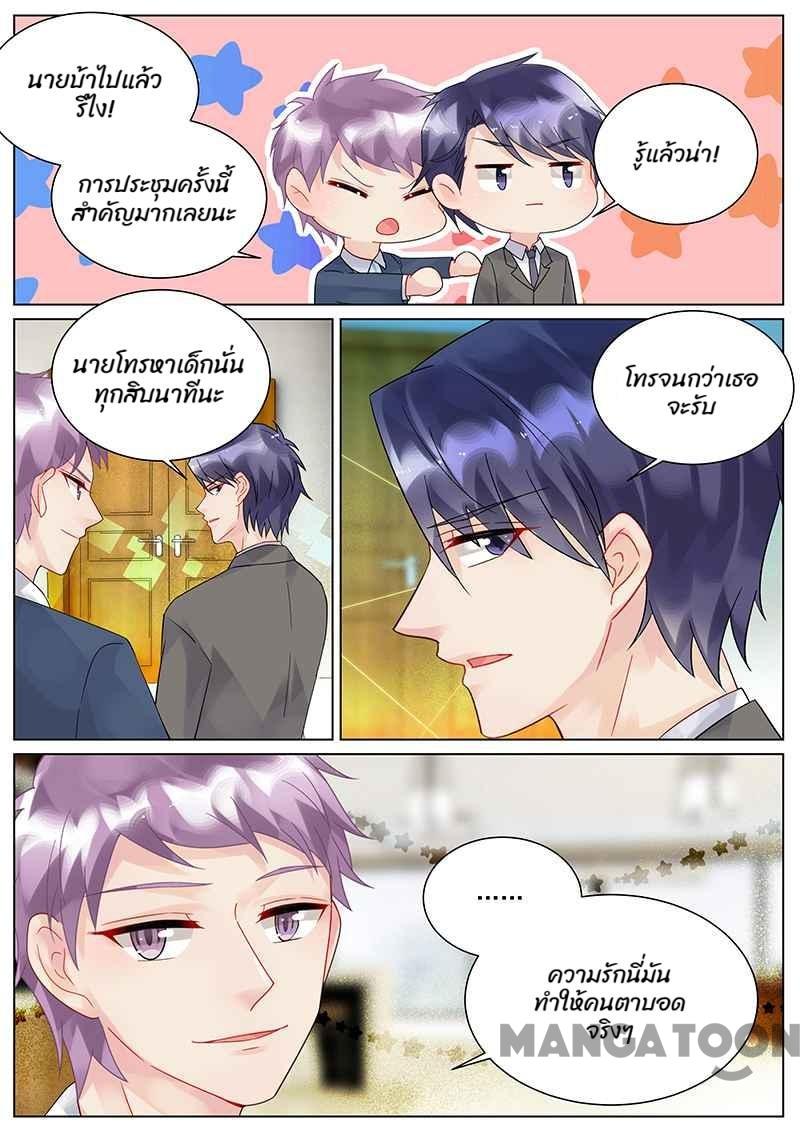 นายบ้าไปแล้ว
รึไง!
การประชุมครั้งนี้
สำคัญมากเลยนะ
รู้แล้วน่า!
นายโทรหาเด็กนั่น
ทุกสิบนาทีนะ
โทรจนกว่าเธอ
จะรับ
......
ความรักนี่มัน
ทำให้คนตาบอด
จริงๆ
MANGATOON